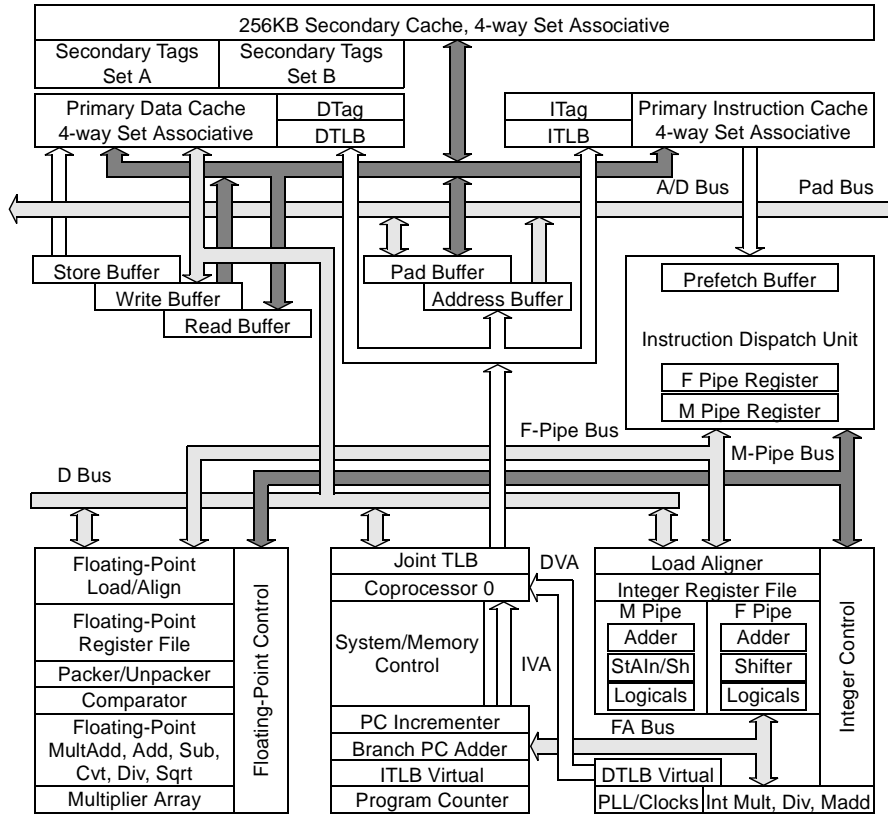 256KB Secondary Cache, 4-way Set Associative
Secondary Tags
Set A
Secondary Tags
Set B
Primary Data Cache
4-way Set Associative
DTag
DTLB
ITag
ITLB
Primary Instruction Cache
4-way Set Associative
A/D Bus
Pad Bus
Store Buffer
Write Buffer
Read Buffer
Pad Buffer
Address Buffer
Prefetch Buffer
Instruction Dispatch Unit
F Pipe Register
M Pipe Register
F-Pipe Bus
M-Pipe Bus
D Bus
Floating-Point
Load/Align
Floating-Point
Register File
Packer/Unpacker
Comparator
Floating-Point
MultAdd, Add, Sub,
Cvt, Div, Sqrt
Multiplier Array
Floating-Point Control
Joint TLB
Coprocessor 0
System/Memory
Control
PC Incrementer
Branch PC Adder
ITLB Virtual
Program Counter
DVA
IVA
FA Bus
Load Aligner
Integer Register File
M Pipe
Adder
StAln/Sh
Logicals
F Pipe
Adder
Shifter
Logicals
Integer Control
DTLB Virtual
PLL/Clocks
Int Mult, Div, Madd